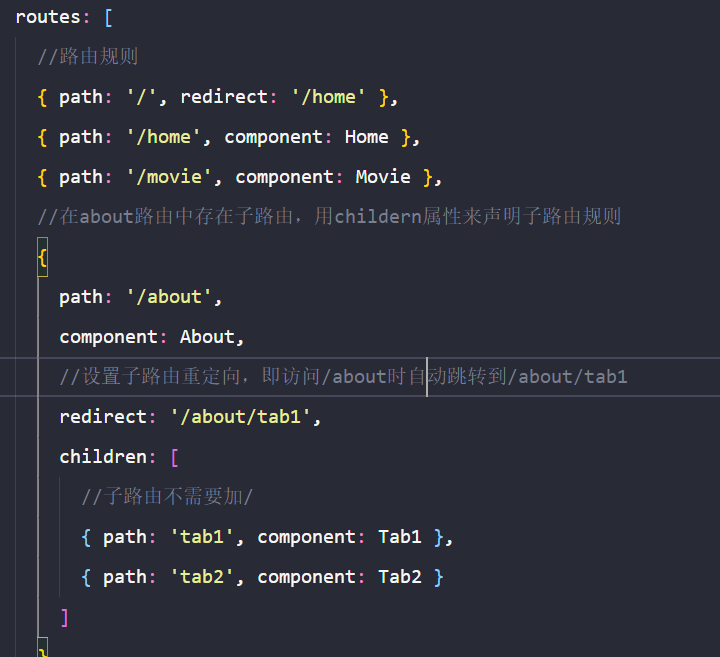 routes: [
//路由规则
{ path: '/', redirect: '/home' },
{ path: '/home', component: Home },
{ path: '/movie', component: Movie },
//在about路由中存在子路由，用childern属性来声明子路由规则
{
path: '/about',
component: About,
//设置子路由重定向，即访问/about时自动跳转到/about/tab1
redirect: '/about/tab1',
children: [
//子路由不需要加/
{ path: 'tab1', component: Tab1 },
{ path: 'tab2', component: Tab2 }
]
}